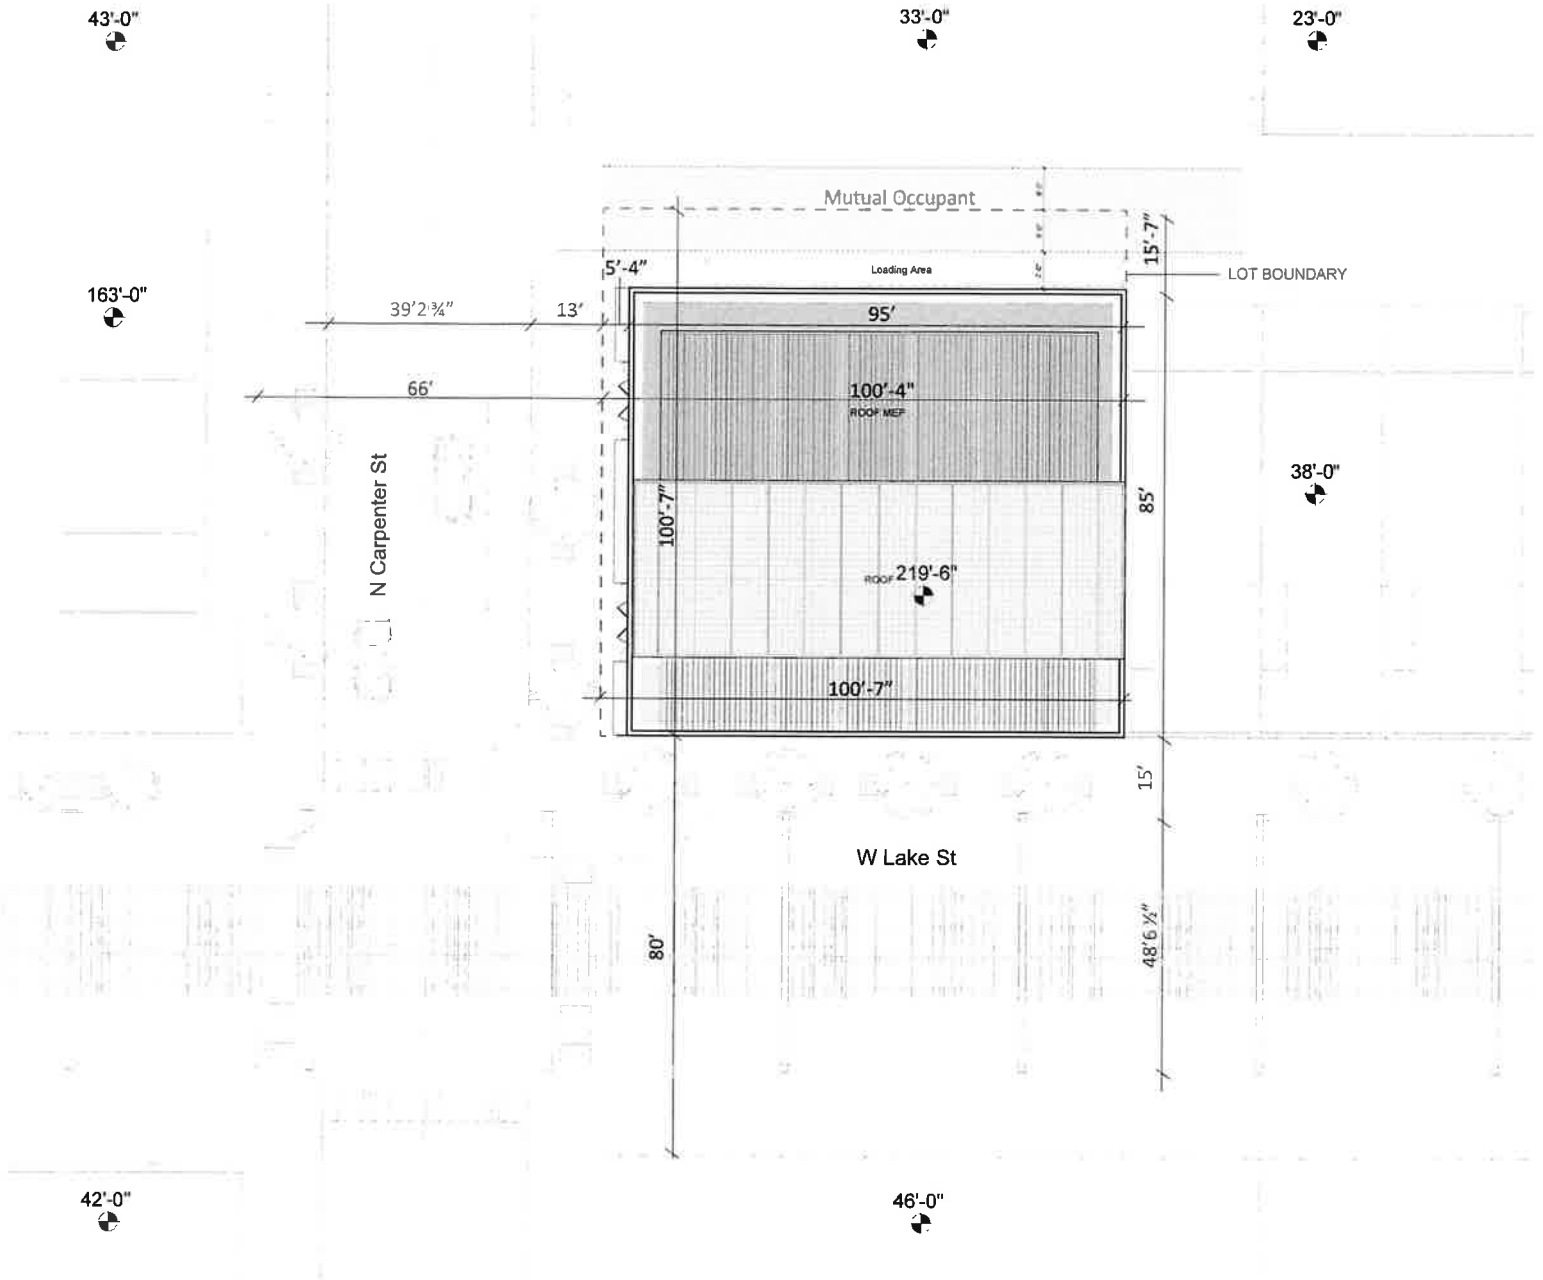 43'-0"
33'-0"
23'-0"
Mutual Occupant
15'-7"
5'-4"
Loading Area
LOT BOUNDARY
163'-0"
39'2 ¾"
13'
95'
66'
100'-4"
ROOF MEP
N Carpenter St
100'-7"
85'
38'-0"
ROOF 219'-6"
100'-7"
15'
W Lake St
80'
48'6 ½"
42'-0"
46'-0"